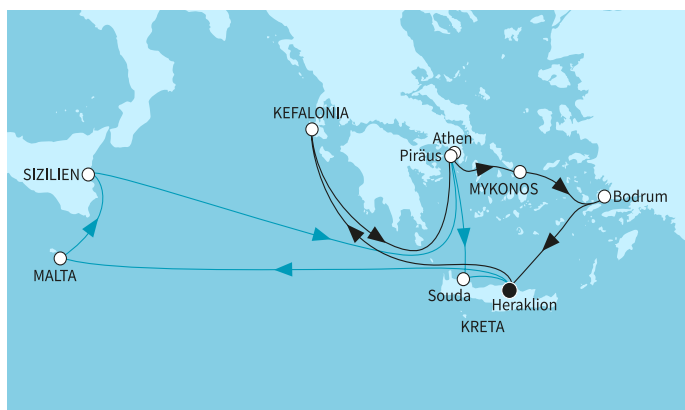 KEFALONIA
Athen
Piräus
SIZILIEN
MYKONOS
Bodrum
MALTA
Souda
Heraklion
KRETA